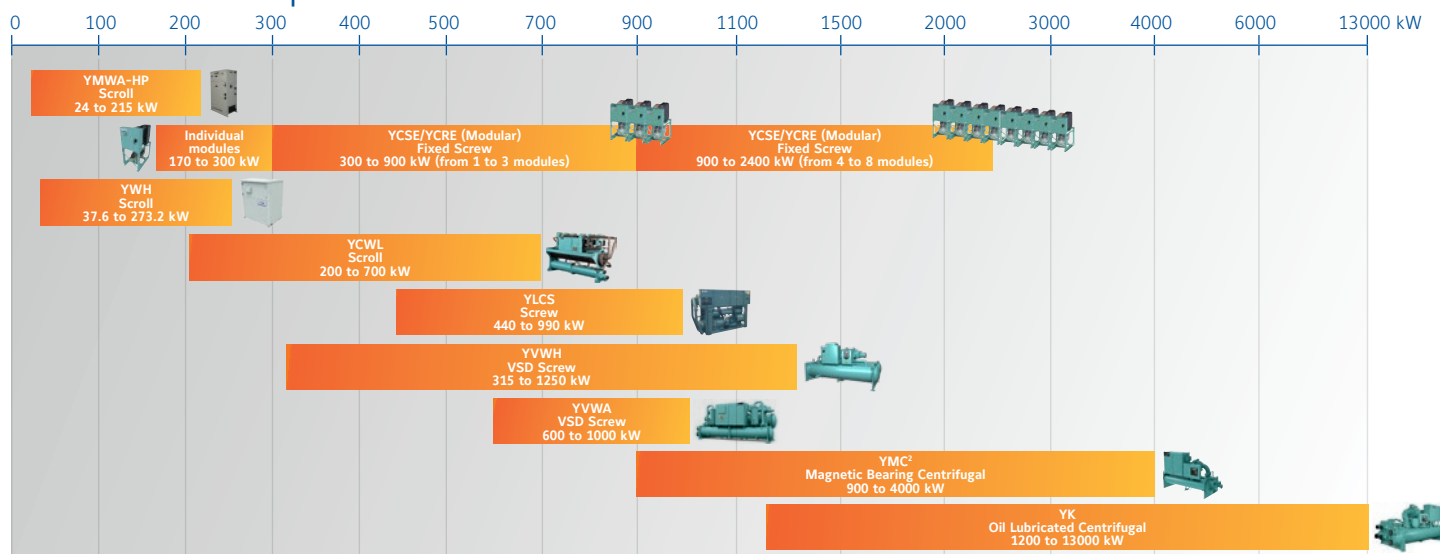 0 100 200 300 400 500 700 900 1100 1500 2000 3000 4000 6000 13000 kW
YMWA-HP
Scroll
24 to 215 kW
Individual
modules
170 to 300 kW
YCSE/YCRE (Modular)
Fixed Screw
300 to 900 kW (from 1 to 3 modules)
YCSE/YCRE (Modular)
Fixed Screw
900 to 2400 kW (from 4 to 8 modules)
YWH
Scroll
37.6 to 273.2 kW
YCWL
Scroll
200 to 700 kW
YLCS
Screw
440 to 990 kW
YVWH
VSD Screw
315 to 1250 kW
YVWA
VSD Screw
600 to 1000 kW
YMC²
Magnetic Bearing Centrifugal
900 to 4000 kW
YK
Oil Lubricated Centrifugal
1200 to 13000 kW